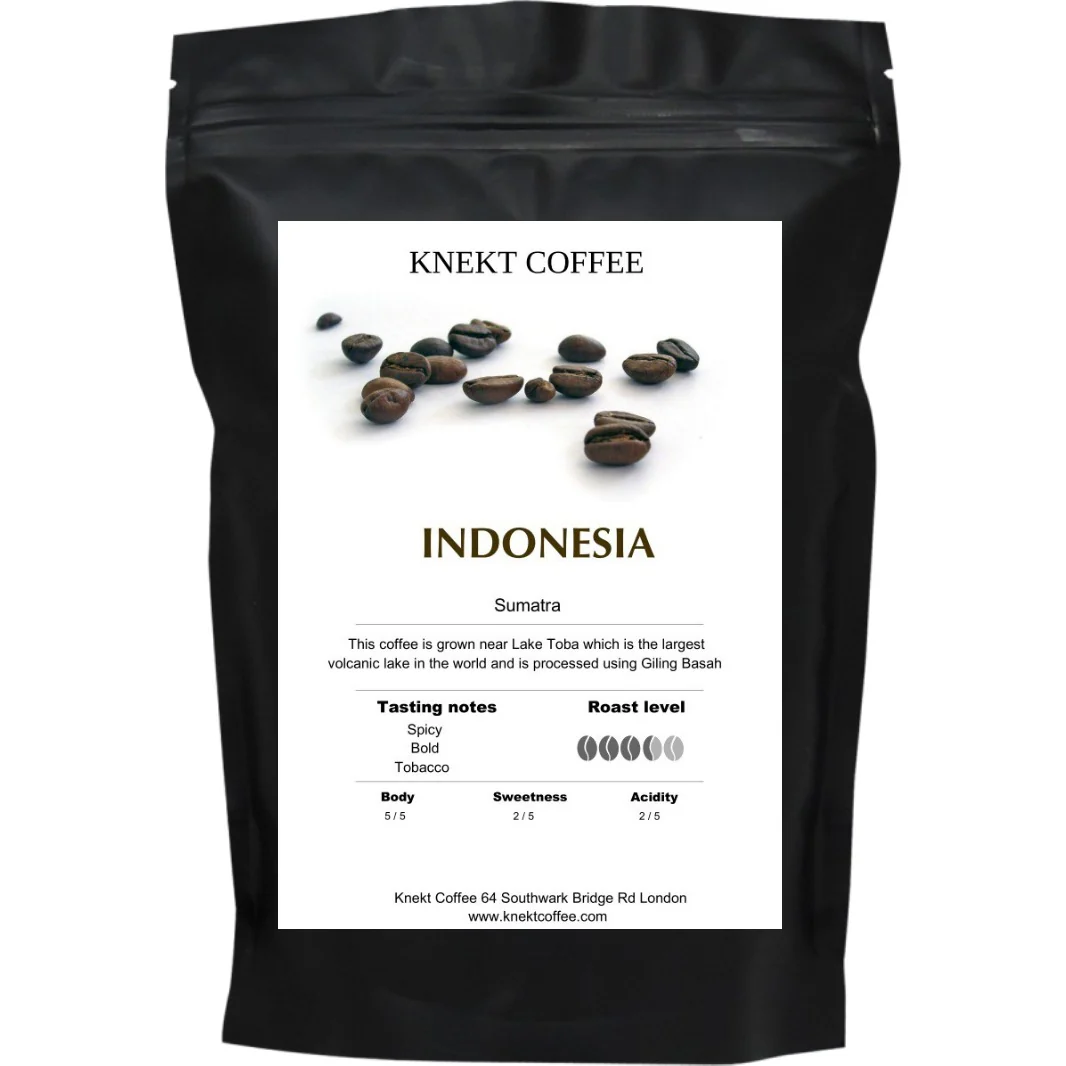 KNEKT COFFEE
INDONESIA
Sumatra
This coffee is grown near Lake Toba which is the largest
volcanic lake in the world and is processed using Giling Basah
Tasting notes
Spicy
Bold
Tobacco
Roast level
Body
5 / 5
Sweetness
2 / 5
Acidity
2 / 5
Knekt Coffee 64 Southwark Bridge Rd London
www.knektcoffee.com